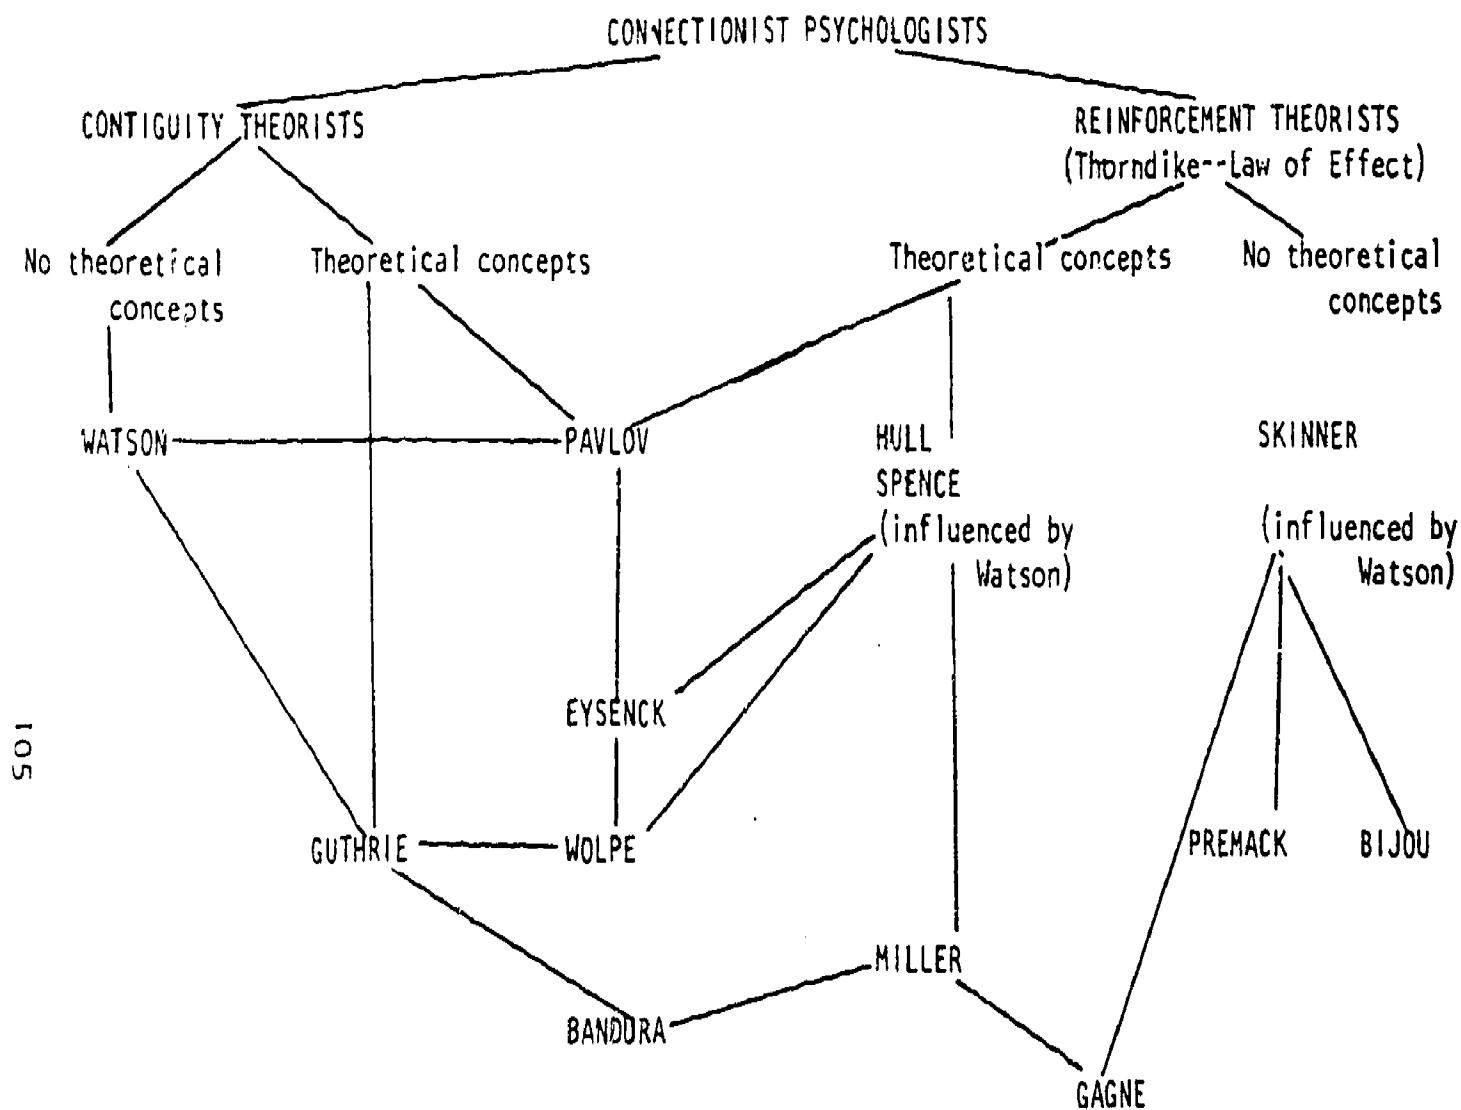 CONNECTIONIST PSYCHOLOGISTS
CONTIGUITY THEORISTS
REINFORCEMENT THEORISTS
(Thorndike--Law of Effect)
No theoretical
concepts
Theoretical concepts
Theoretical concepts
No theoretical
concepts
WATSON
PAVLOV
HULL
SPENCE
(influenced by
Watson)
SKINNER
(influenced by
Watson)
EYSENCK
GUTHRIE
WOLPE
PREMACK
BIJOU
MILLER
BANDURA
GAGNE
105